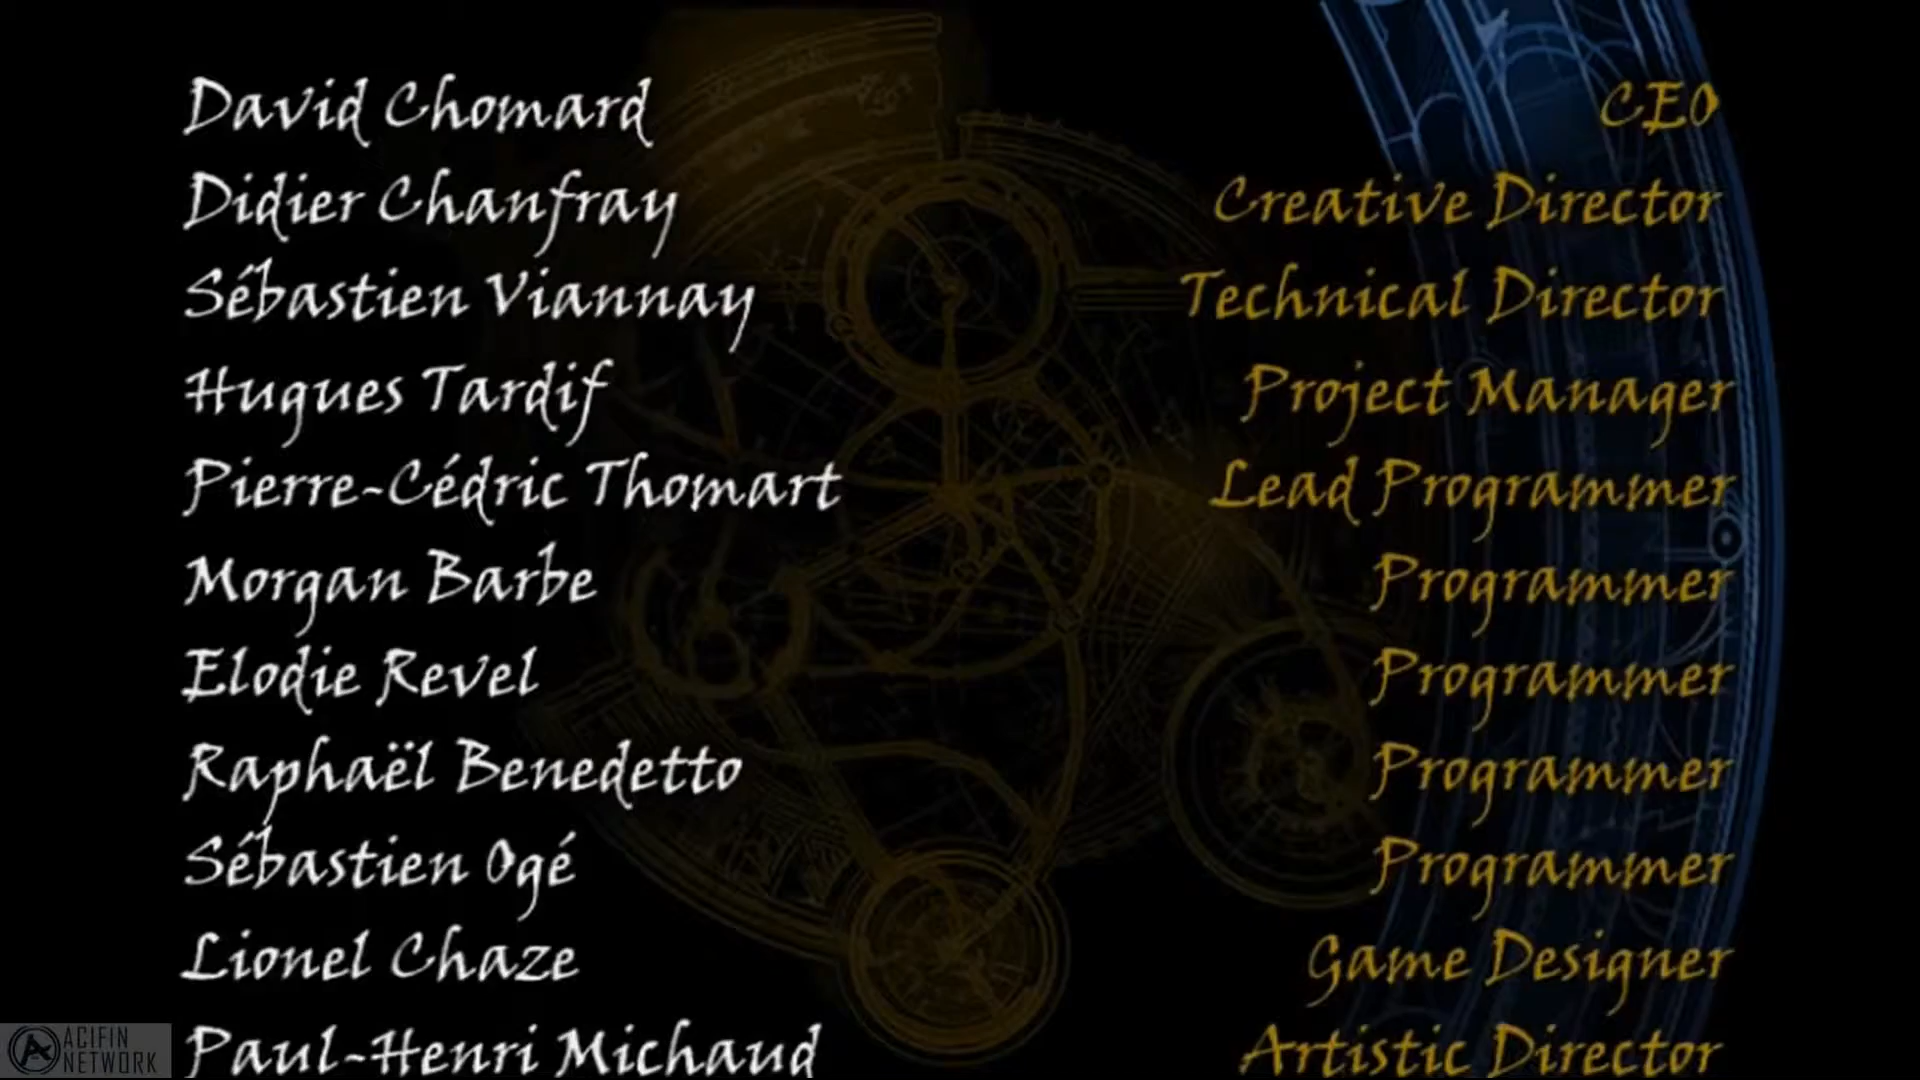 David Chomard CEO
Didier Chanfray Creative Director
Sébastien Viannay Technical Director
Hugues Tardif Project Manager
Pierre-Cédric Thomart Lead Programmer
Morgan Barbe Programmer
Elodie Revel Programmer
Raphaël Benedetto Programmer
Sébastien Ogé Programmer
Lionel Chaze Game Designer
Paul-Henri Michaud Artistic Director
ACIFIN
NETWORK